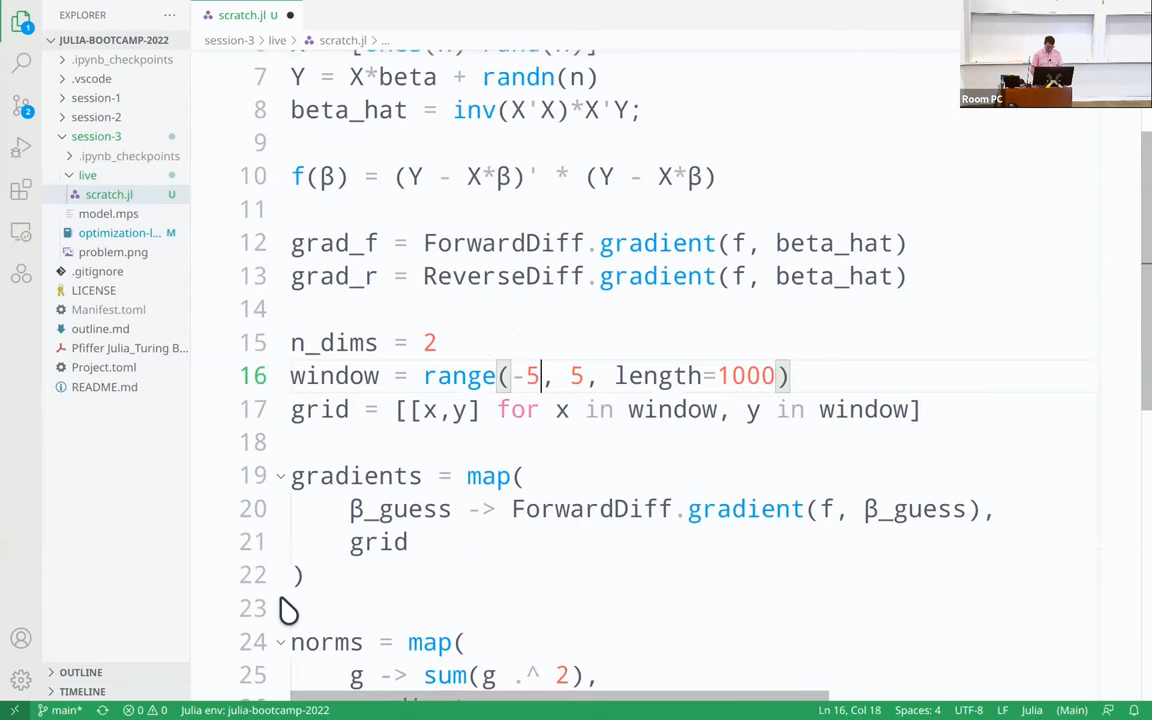 EXPLORER
scratch.jl U
JULIA-BOOTCAMP-2022
session-3 > live > scratch.jl > ...
.ipynb_checkpoints
.vscode
session-1
session-2
session-3
.ipynb_checkpoints
live
scratch.jl U
model.mps
optimization-l... M
problem.png
.gitignore
LICENSE
Manifest.toml
outline.md
Pfiffer Julia_Turing B...
Project.toml
README.md
OUTLINE
TIMELINE
7 Y = X*beta + randn(n)
8 beta_hat = inv(X'X)*X'Y;
9
10 f(β) = (Y - X*β)' * (Y - X*β)
11
12 grad_f = ForwardDiff.gradient(f, beta_hat)
13 grad_r = ReverseDiff.gradient(f, beta_hat)
14
15 n_dims = 2
16 window = range(-5, 5, length=1000)
17 grid = [[x,y] for x in window, y in window]
18
19 gradients = map(
20 β_guess -> ForwardDiff.gradient(f, β_guess),
21 grid
22 )
23
24 norms = map(
25 g -> sum(g .^ 2),
Room PC
1
2
main*
0 0
Julia env: julia-bootcamp-2022
Ln 16, Col 18
Spaces: 4
UTF-8
LF
Julia
(Main)